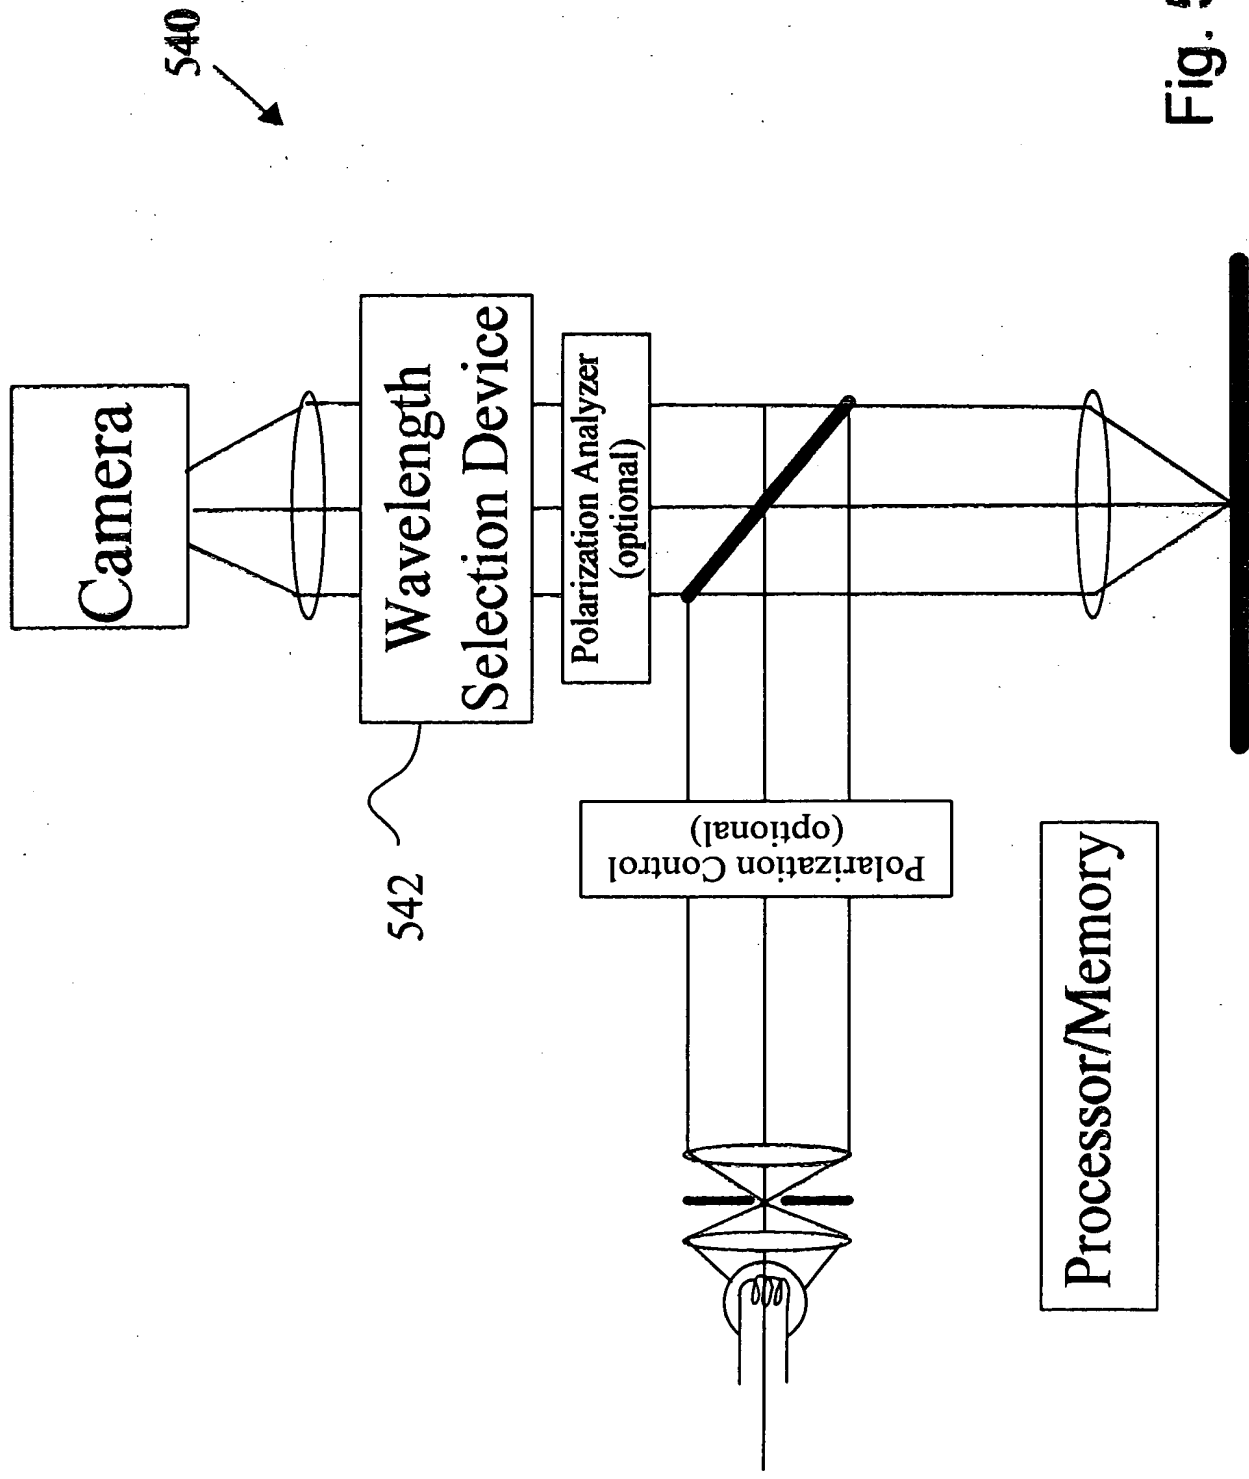 540
Camera
Wavelength
Selection Device
Polarization Analyzer
(optional)
542
Polarization Control
(optional)
Processor/Memory
Fig.